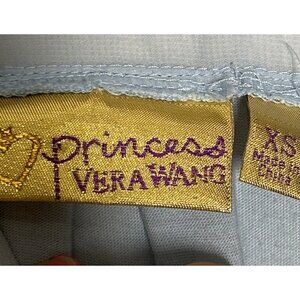 princess
VERA WANG
XS
Made in
China